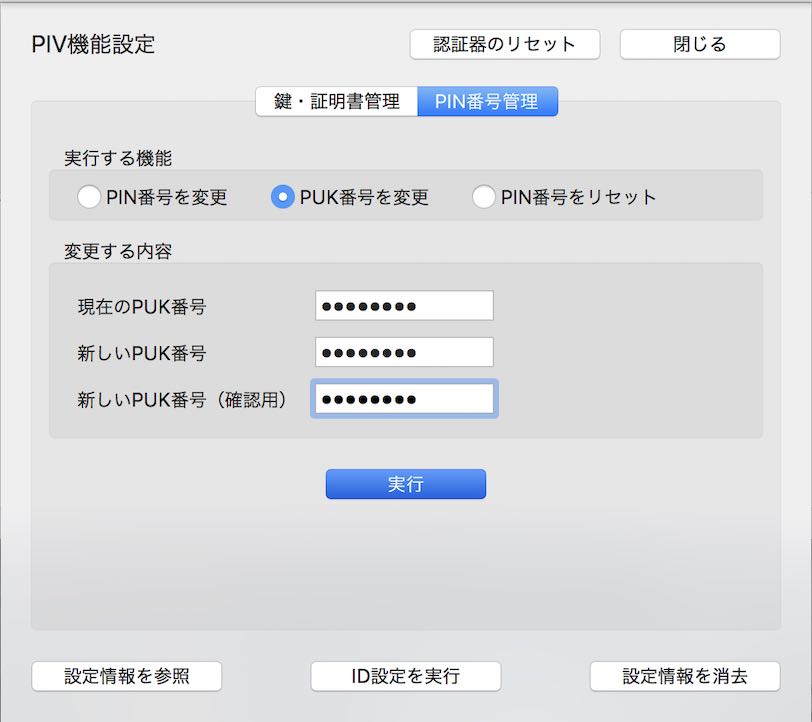 PIV機能設定
認証器のリセット
閉じる
鍵・証明書管理
PIN番号管理
実行する機能
PIN番号を変更
PUK番号を変更
PIN番号をリセット
変更する内容
現在のPUK番号
●●●●●●●●
新しいPUK番号
●●●●●●●●
新しいPUK番号（確認用）
●●●●●●●●
実行
設定情報を参照
ID設定を実行
設定情報を消去